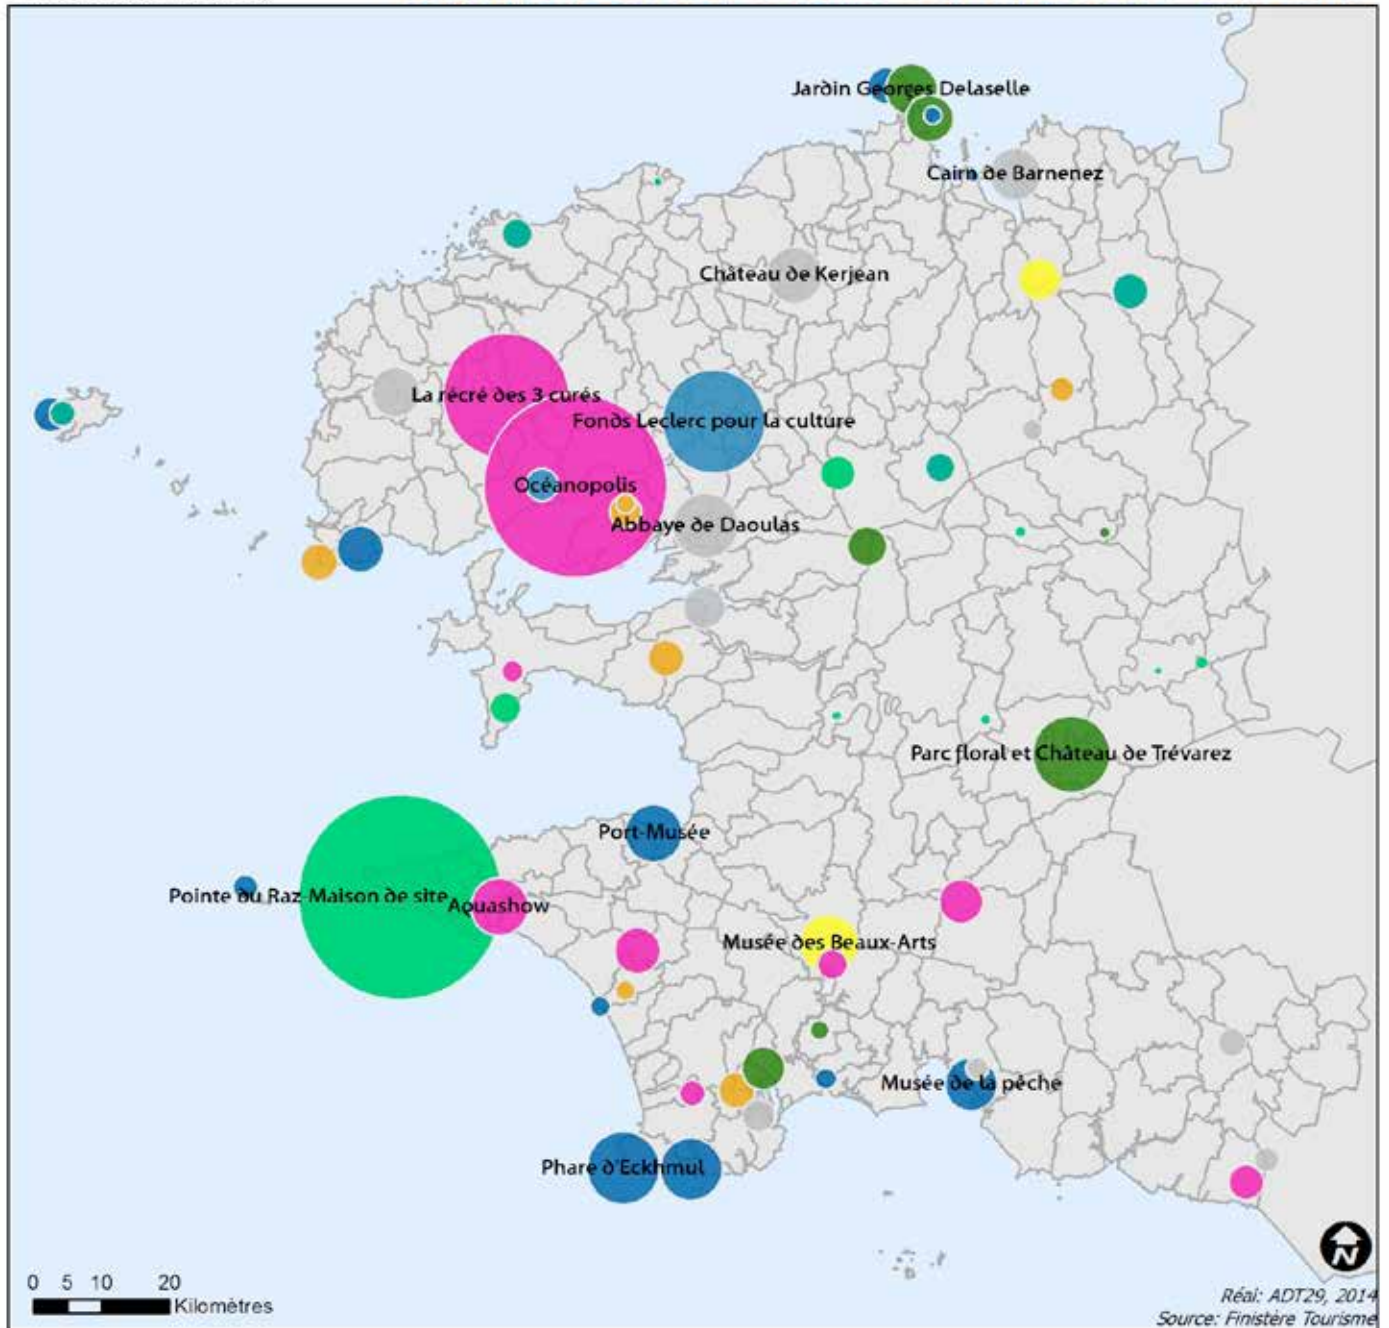 Jardin Georges Delaselle
Cairn de Barnenez
Château de Kerjean
La récré des 3 curés
Fonds Leclerc pour la culture
Océanopolis
Abbaye de Daoulas
Parc floral et Château de Trévarez
Port-Musée
Pointe du Raz-Maison de site
Aquashow
Musée des Beaux-Arts
Musée de la pêche
Phare d'Eckhmul
0 5 10 20
Kilomètres
N
Réal: ADT29, 2014
Source: Finistère Tourisme